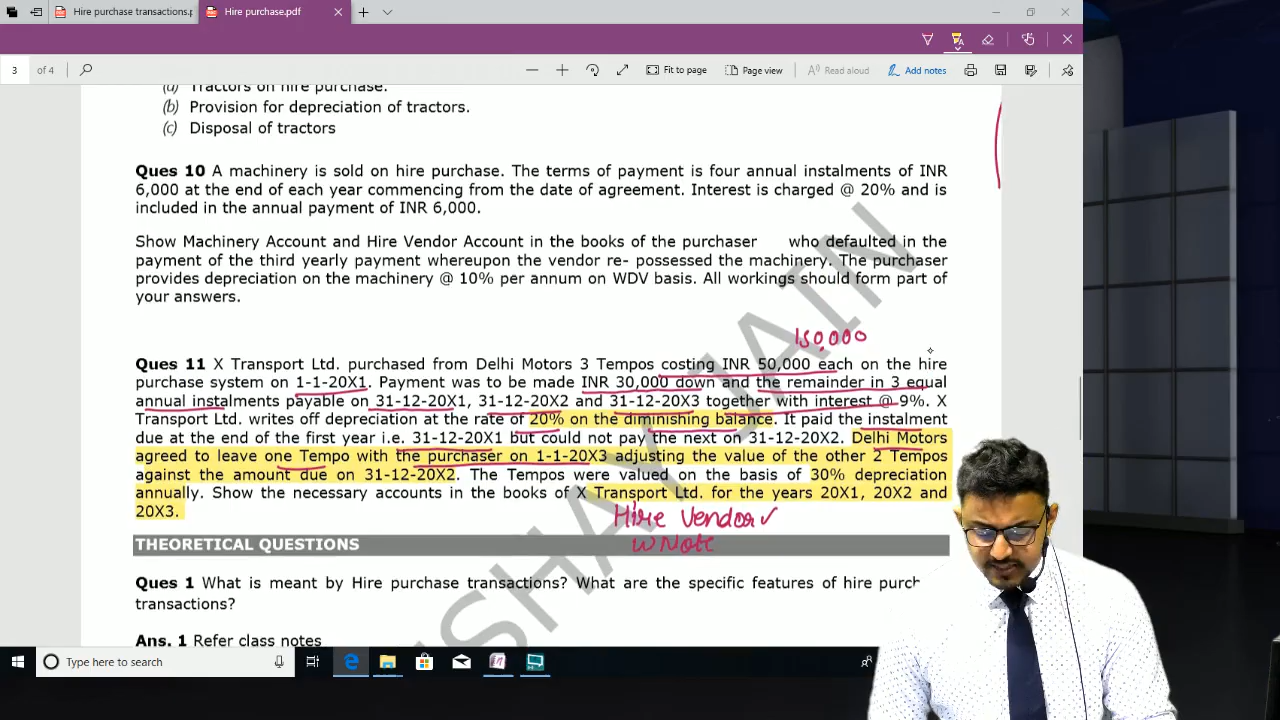 Hire purchase transactions.p
Hire purchase.pdf
3 of 4
Fit to page
Page view
Read aloud
Add notes
(a) Tractors on hire purchase.
(b) Provision for depreciation of tractors.
(c) Disposal of tractors
Ques 10 A machinery is sold on hire purchase. The terms of payment is four annual instalments of INR
6,000 at the end of each year commencing from the date of agreement. Interest is charged @ 20% and is
included in the annual payment of INR 6,000.
Show Machinery Account and Hire Vendor Account in the books of the purchaser who defaulted in the
payment of the third yearly payment whereupon the vendor re- possessed the machinery. The purchaser
provides depreciation on the machinery @ 10% per annum on WDV basis. All workings should form part of
your answers.
150,000
Ques 11 X Transport Ltd. purchased from Delhi Motors 3 Tempos costing INR 50,000 each on the hire
purchase system on 1-1-20X1. Payment was to be made INR 30,000 down and the remainder in 3 equal
annual instalments payable on 31-12-20X1, 31-12-20X2 and 31-12-20X3 together with interest @ 9%. X
Transport Ltd. writes off depreciation at the rate of 20% on the diminishing balance. It paid the instalment
due at the end of the first year i.e. 31-12-20X1 but could not pay the next on 31-12-20X2. Delhi Motors
agreed to leave one Tempo with the purchaser on 1-1-20X3 adjusting the value of the other 2 Tempos
against the amount due on 31-12-20X2. The Tempos were valued on the basis of 30% depreciation
annually. Show the necessary accounts in the books of X Transport Ltd. for the years 20X1, 20X2 and
20X3.
Hire Vendor ✓
W Note
THEORETICAL QUESTIONS
Ques 1 What is meant by Hire purchase transactions? What are the specific features of hire purch
transactions?
Ans. 1 Refer class notes
SHAY JAIN
Type here to search